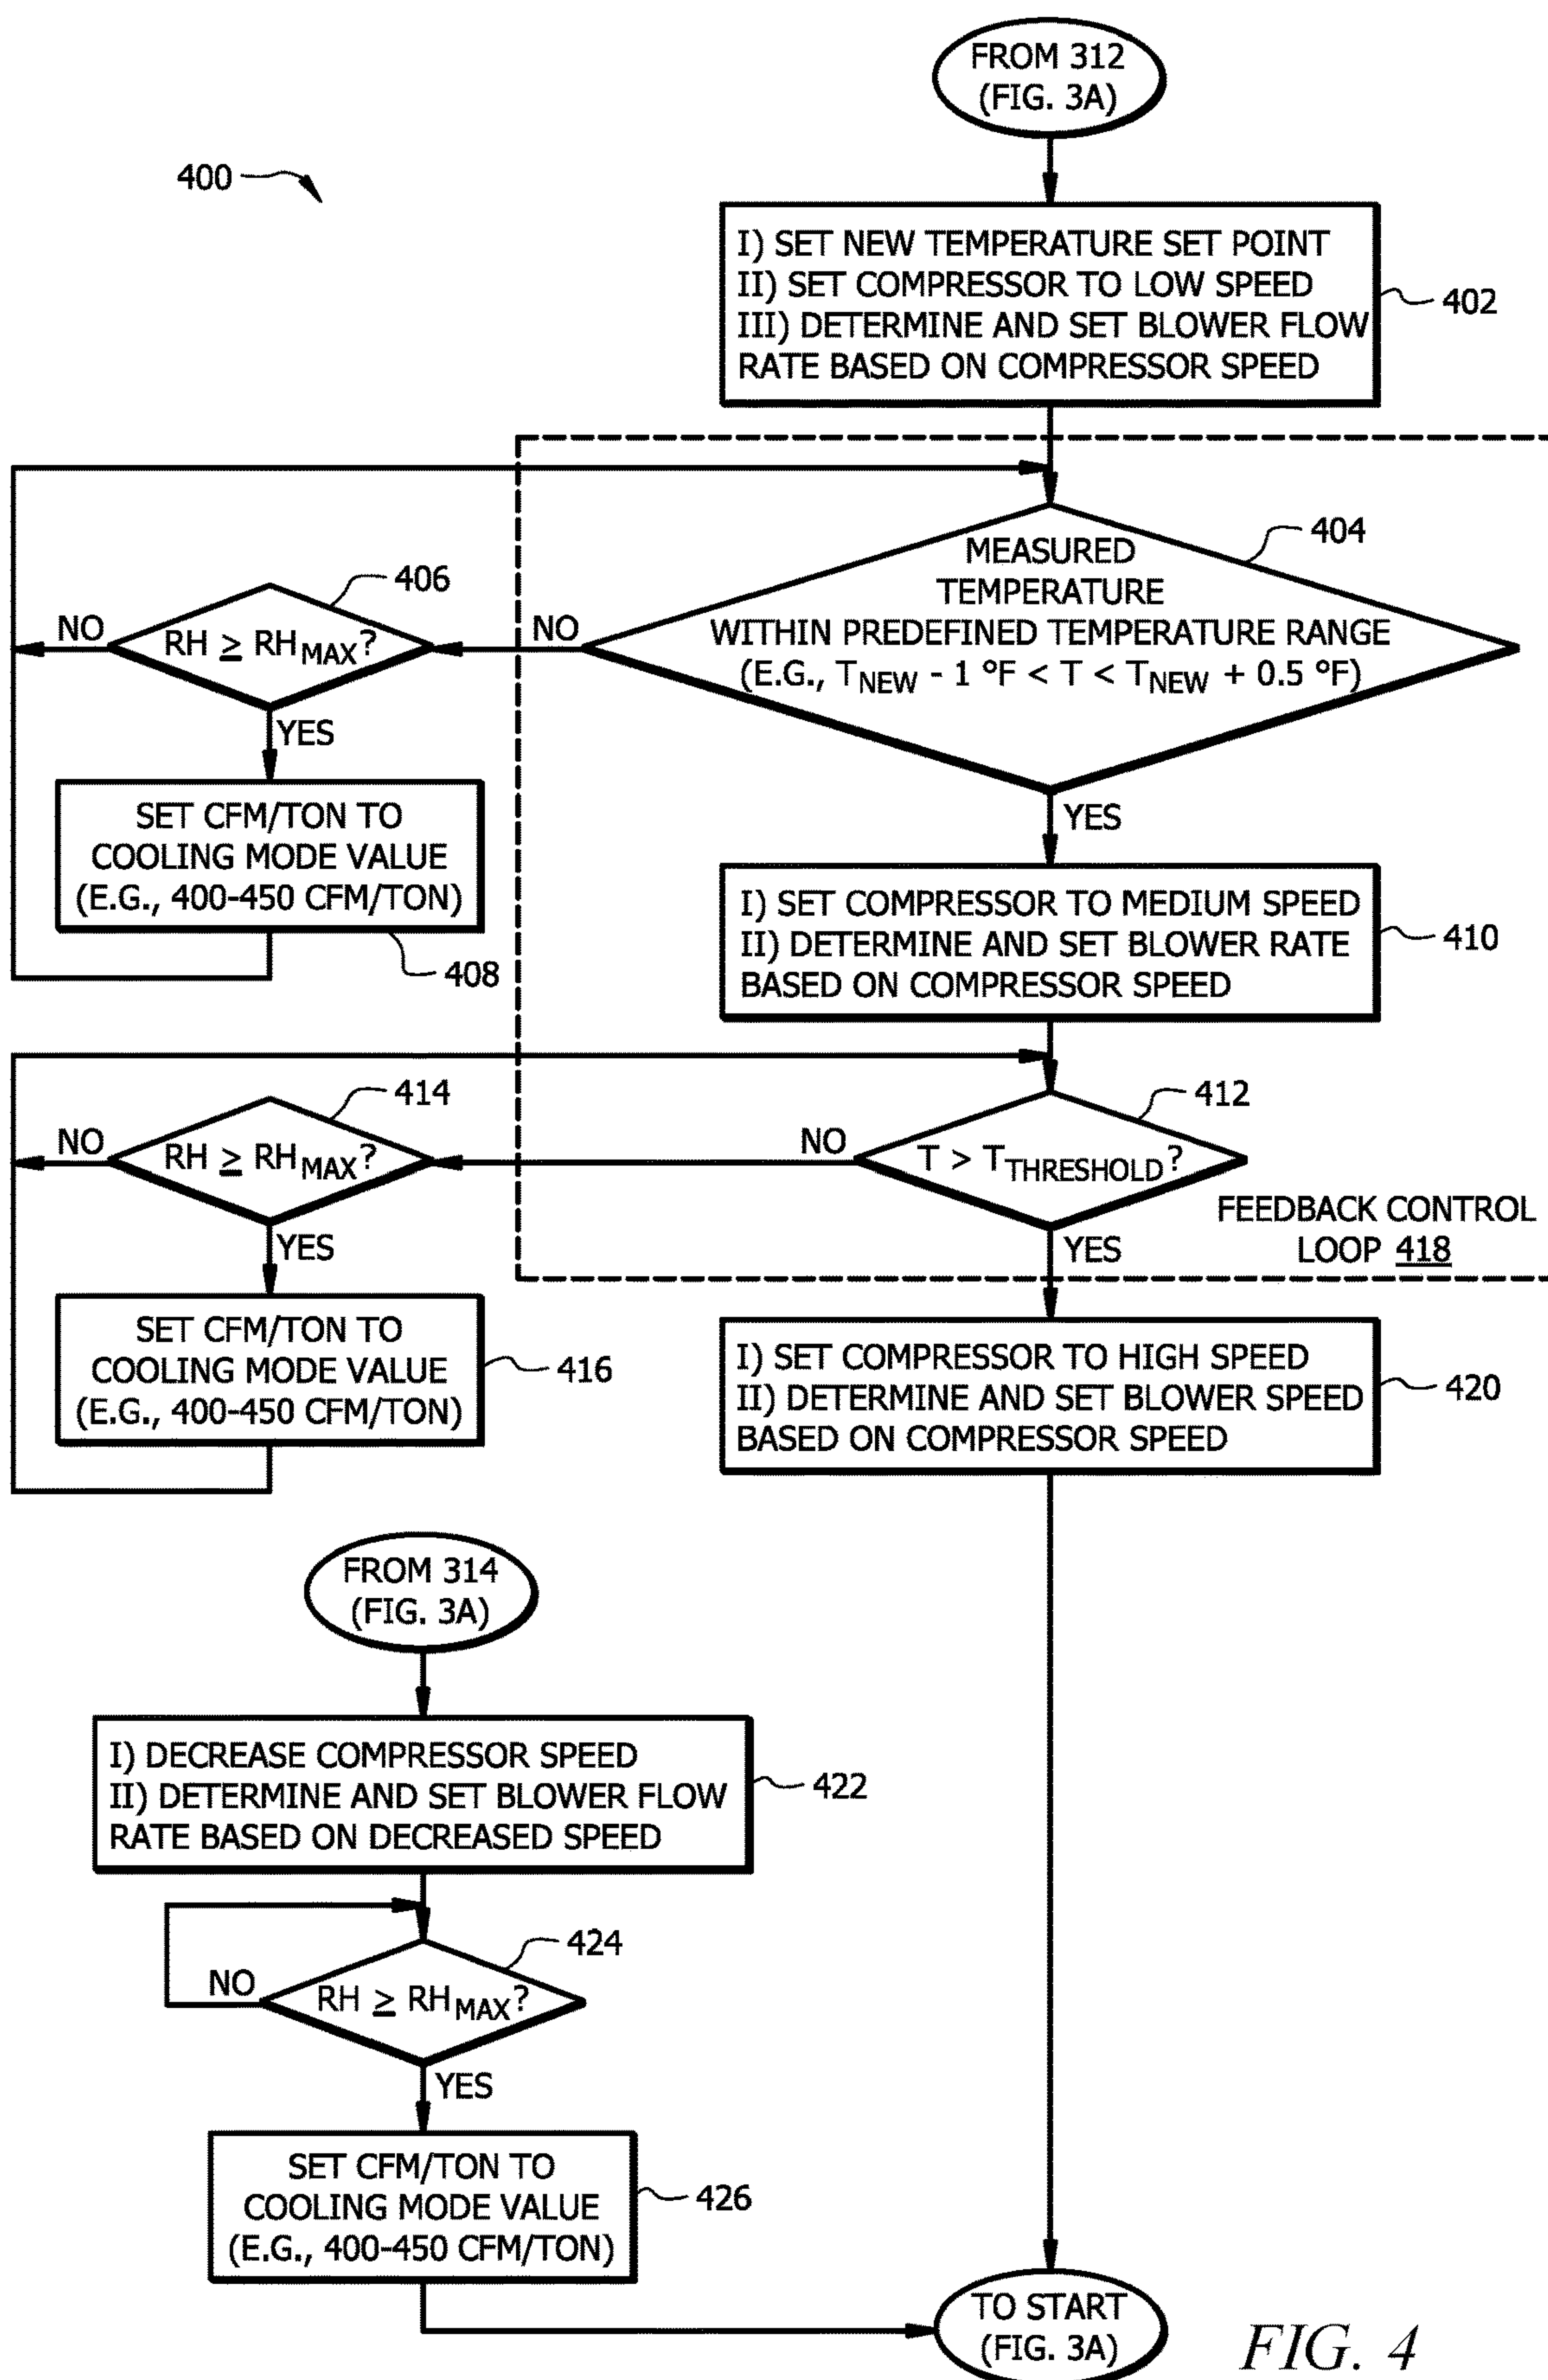 FROM 312
(FIG. 3A)
400
I) SET NEW TEMPERATURE SET POINT
II) SET COMPRESSOR TO LOW SPEED
III) DETERMINE AND SET BLOWER FLOW
RATE BASED ON COMPRESSOR SPEED
402
MEASURED
TEMPERATURE
WITHIN PREDEFINED TEMPERATURE RANGE
(E.G., TNEW - 1 °F < T < TNEW + 0.5 °F)
404
NO
YES
406
RH ≥ RHMAX?
NO
YES
SET CFM/TON TO
COOLING MODE VALUE
(E.G., 400-450 CFM/TON)
408
I) SET COMPRESSOR TO MEDIUM SPEED
II) DETERMINE AND SET BLOWER RATE
BASED ON COMPRESSOR SPEED
410
412
T > TTHRESHOLD?
NO
YES
FEEDBACK CONTROL
LOOP 418
414
RH ≥ RHMAX?
NO
YES
SET CFM/TON TO
COOLING MODE VALUE
(E.G., 400-450 CFM/TON)
416
I) SET COMPRESSOR TO HIGH SPEED
II) DETERMINE AND SET BLOWER SPEED
BASED ON COMPRESSOR SPEED
420
FROM 314
(FIG. 3A)
I) DECREASE COMPRESSOR SPEED
II) DETERMINE AND SET BLOWER FLOW
RATE BASED ON DECREASED SPEED
422
424
RH ≥ RHMAX?
NO
YES
SET CFM/TON TO
COOLING MODE VALUE
(E.G., 400-450 CFM/TON)
426
TO START
(FIG. 3A)
FIG. 4